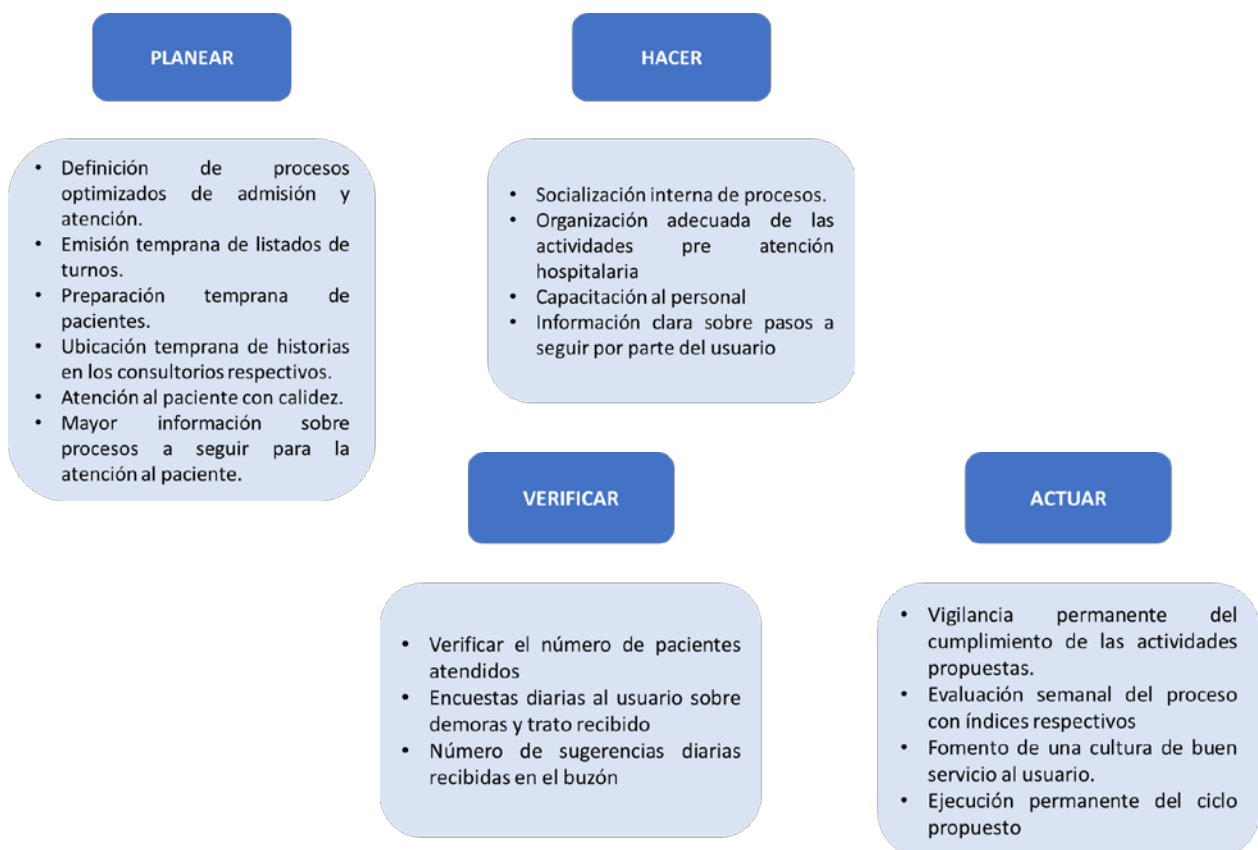 PLANEAR
• Definición de procesos
optimizados de admisión y
atención.
• Emisión temprana de listados de
turnos.
• Preparación temprana de
pacientes.
• Ubicación temprana de historias
en los consultorios respectivos.
• Atención al paciente con calidez.
• Mayor información sobre
procesos a seguir para la
atención al paciente.
HACER
• Socialización interna de procesos.
• Organización adecuada de las
actividades pre atención
hospitalaria
• Capacitación al personal
• Información clara sobre pasos a
seguir por parte del usuario
VERIFICAR
• Verificar el número de pacientes
atendidos
• Encuestas diarias al usuario sobre
demoras y trato recibido
• Número de sugerencias diarias
recibidas en el buzón
ACTUAR
• Vigilancia permanente del
cumplimiento de las actividades
propuestas.
• Evaluación semanal del proceso
con índices respectivos
• Fomento de una cultura de buen
servicio al usuario.
• Ejecución permanente del ciclo
propuesto